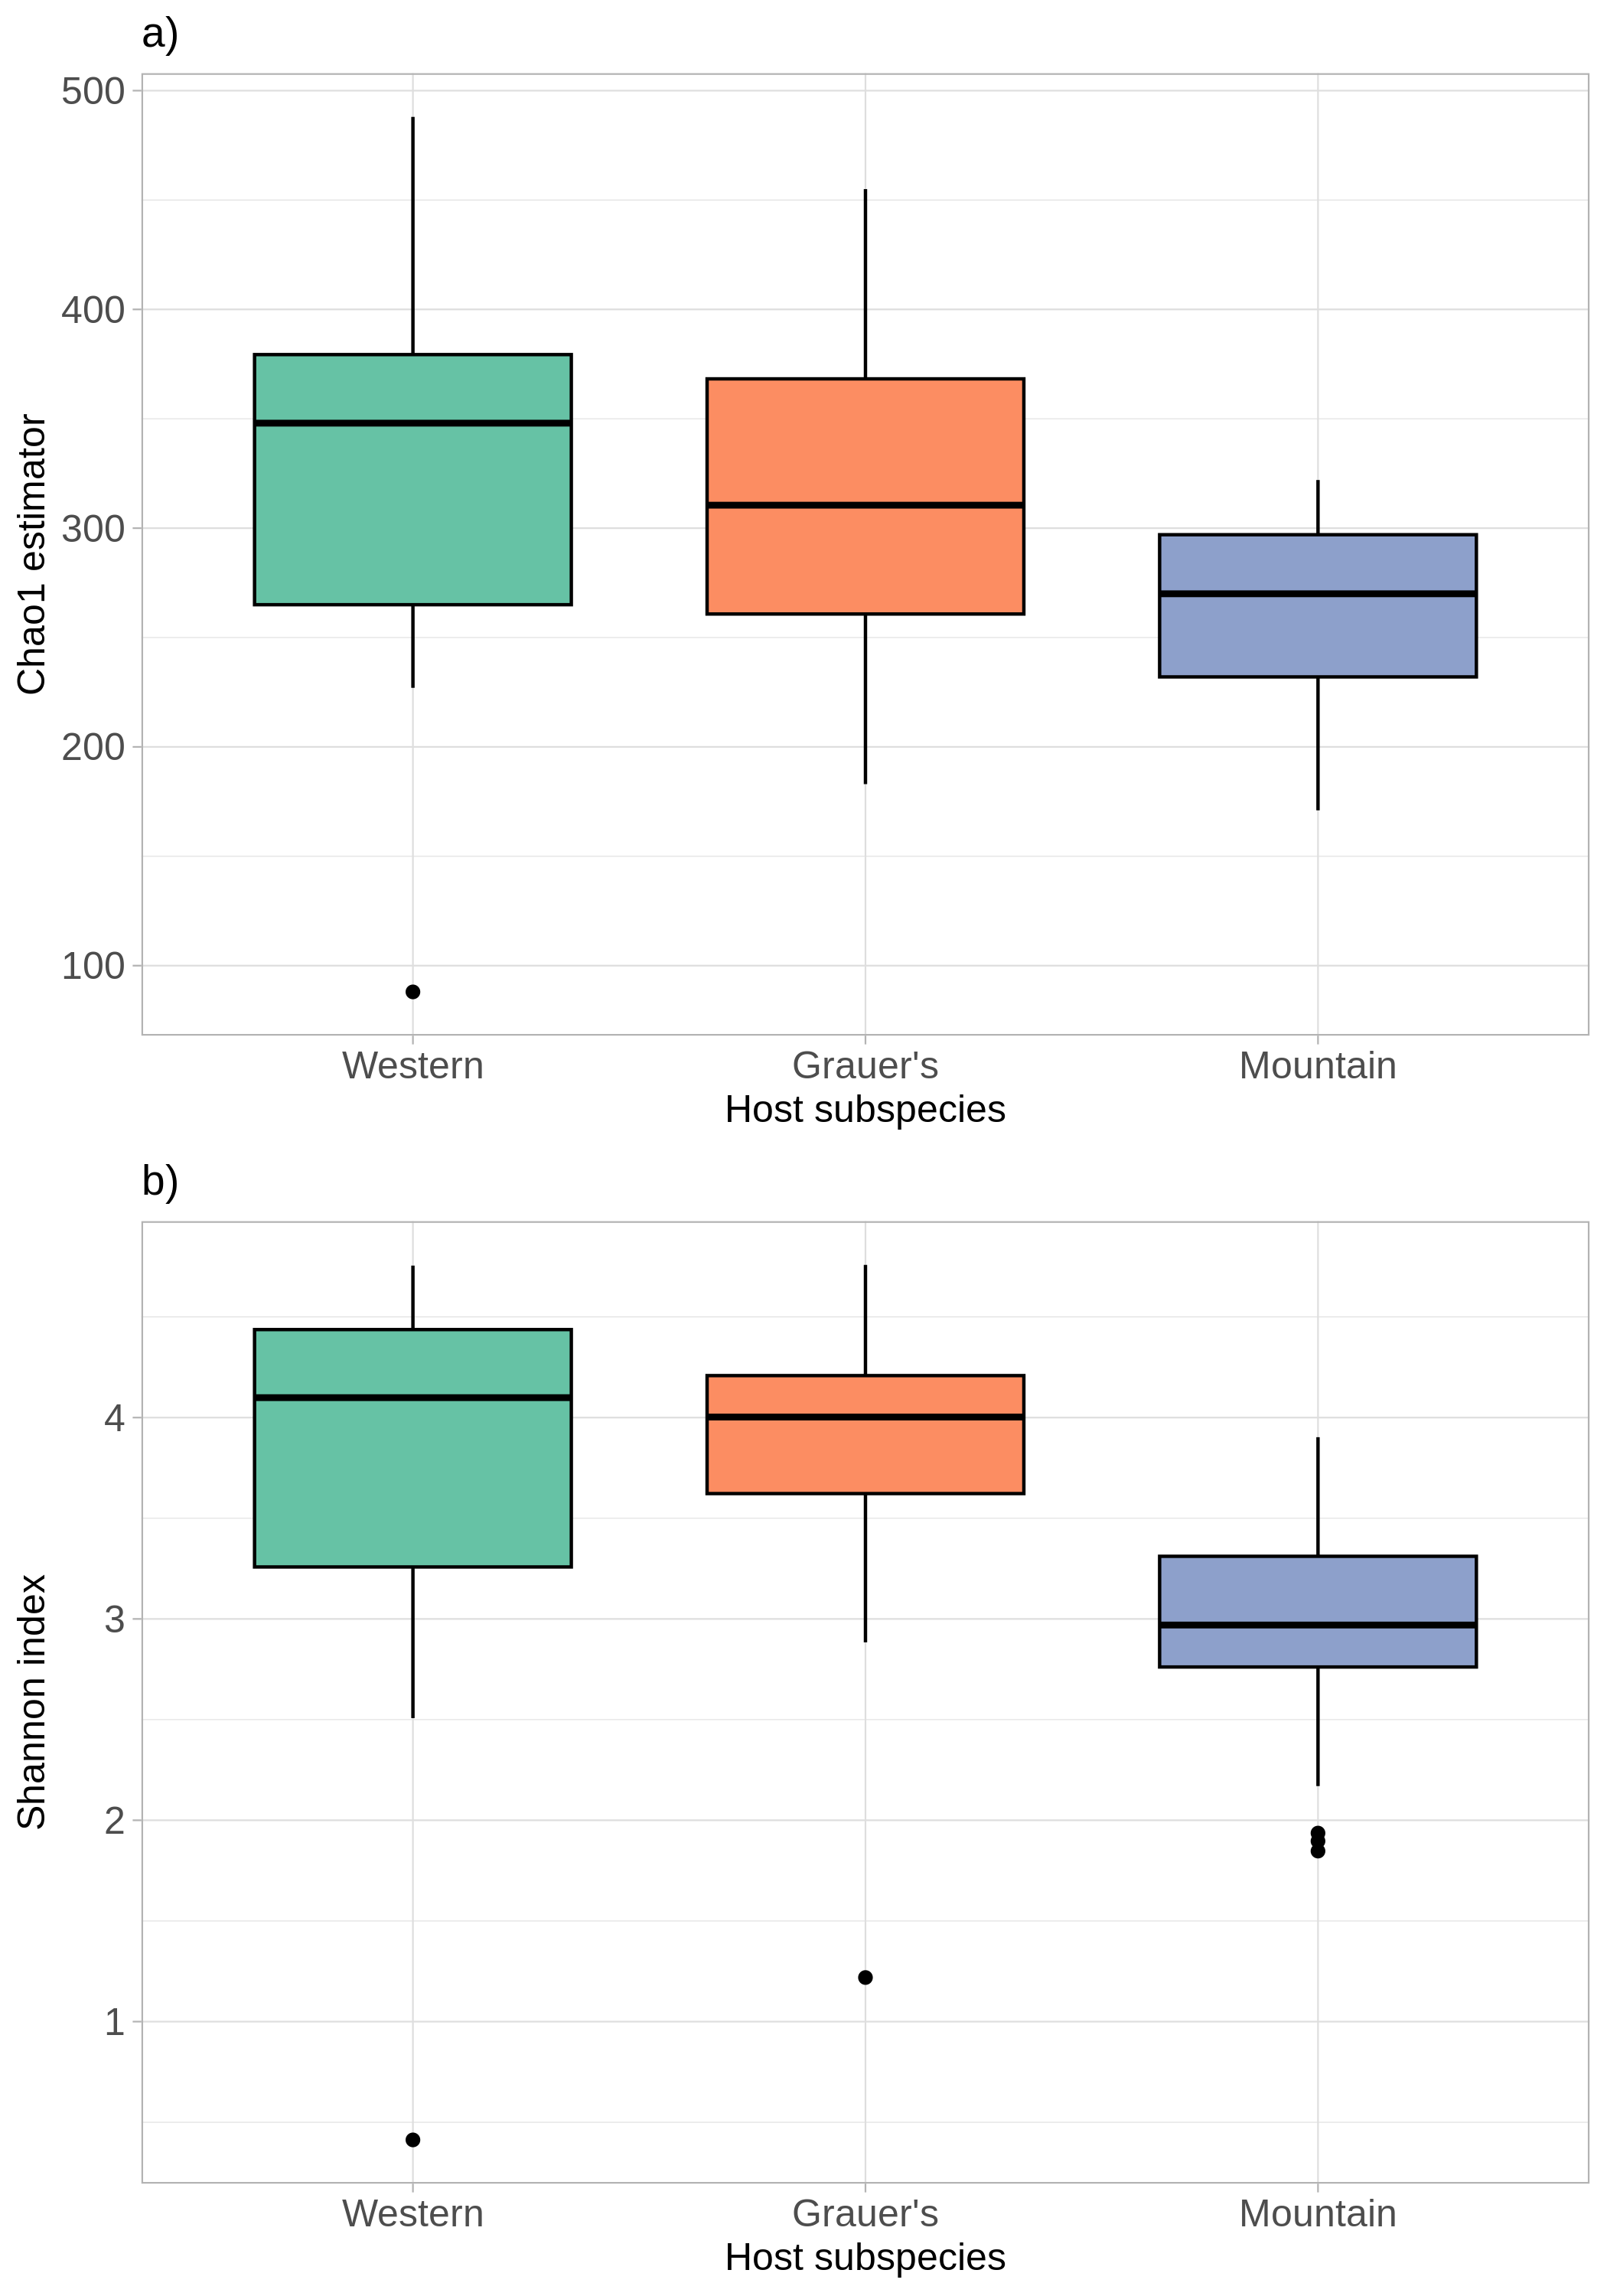 a)
500
400
300
200
100
Chao1 estimator
Western Grauer's Mountain
Host subspecies
b)
4
3
2
1
Shannon index
Western Grauer's Mountain
Host subspecies